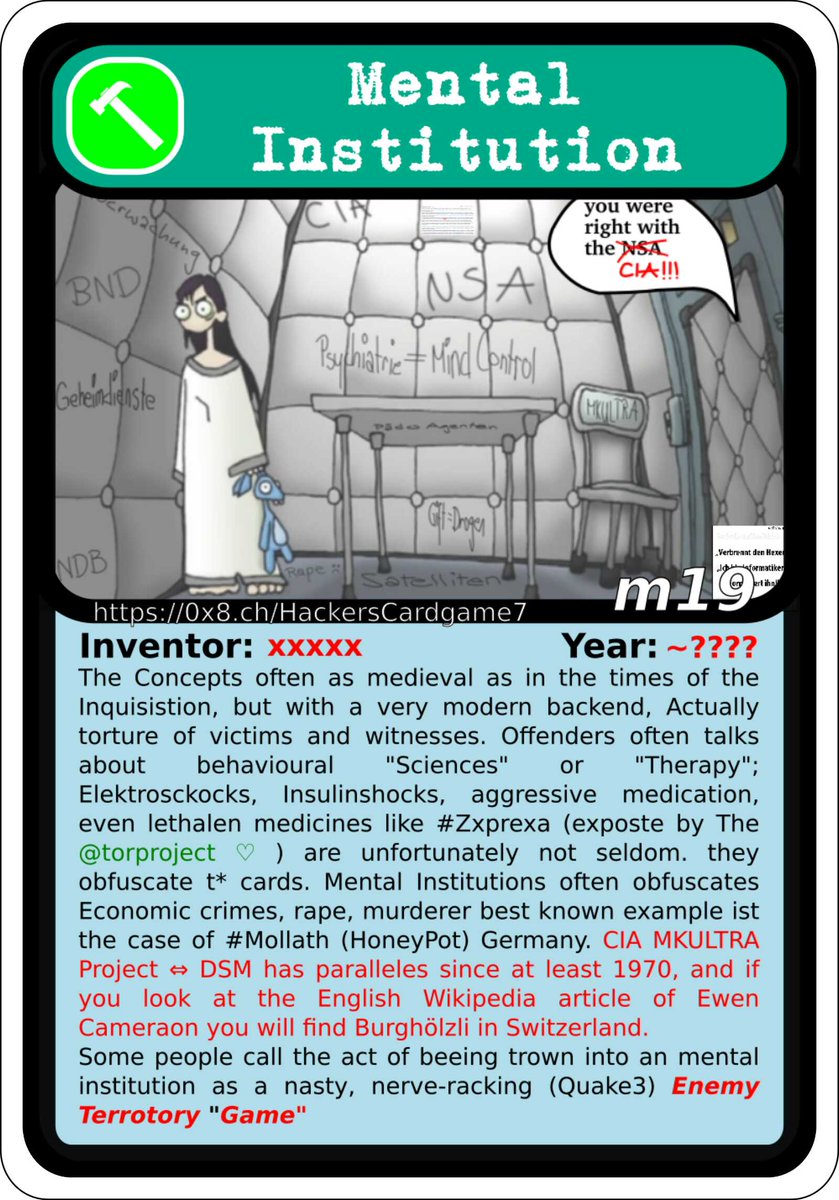 Mental
Institution
erwachung
CIA
you were
right with
the NSA
CIA!!!
BND
NSA
Psychiatrie = Mind Control
Geheimdienste
MKULTRA
Agenten
Gift=Drogen
NDB
Rape
Satelliten
„Verbrennt den Hexe
m19
https://0x8.ch/HackersCardgame7
Inventor: xxxxx Year: ~????
The Concepts often as medieval as in the times of the
Inquisistion, but with a very modern backend, Actually
torture of victims and witnesses. Offenders often talks
about behavioural "Sciences" or "Therapy";
Elektrosckocks, Insulinshocks, aggressive medication,
even lethalen medicines like #Zxprexa (exposte by The
@torproject ♡ ) are unfortunately not seldom. they
obfuscate t* cards. Mental Institutions often obfuscates
Economic crimes, rape, murderer best known example ist
the case of #Mollath (HoneyPot) Germany. CIA MKULTRA
Project ⇔ DSM has paralleles since at least 1970, and if
you look at the English Wikipedia article of Ewen
Cameraon you will find Burghölzli in Switzerland.
Some people call the act of beeing trown into an mental
institution as a nasty, nerve-racking (Quake3) Enemy
Terrotory "Game"